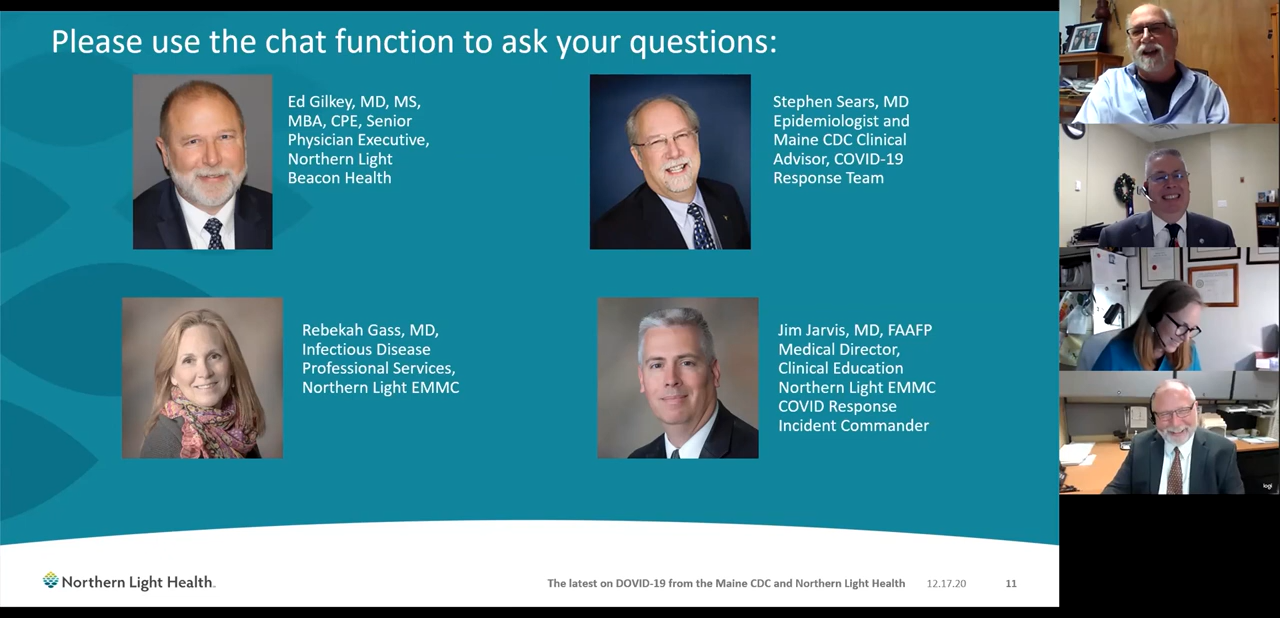 Please use the chat function to ask your questions:
Ed Gilkey, MD, MS,
MBA, CPE, Senior
Physician Executive,
Northern Light
Beacon Health
Stephen Sears, MD
Epidemiologist and
Maine CDC Clinical
Advisor, COVID-19
Response Team
Rebekah Gass, MD,
Infectious Disease
Professional Services,
Northern Light EMMC
Jim Jarvis, MD, FAAFP
Medical Director,
Clinical Education
Northern Light EMMC
COVID Response
Incident Commander
logi
Northern Light Health
The latest on DOVID-19 from the Maine CDC and Northern Light Health
12.17.20
11